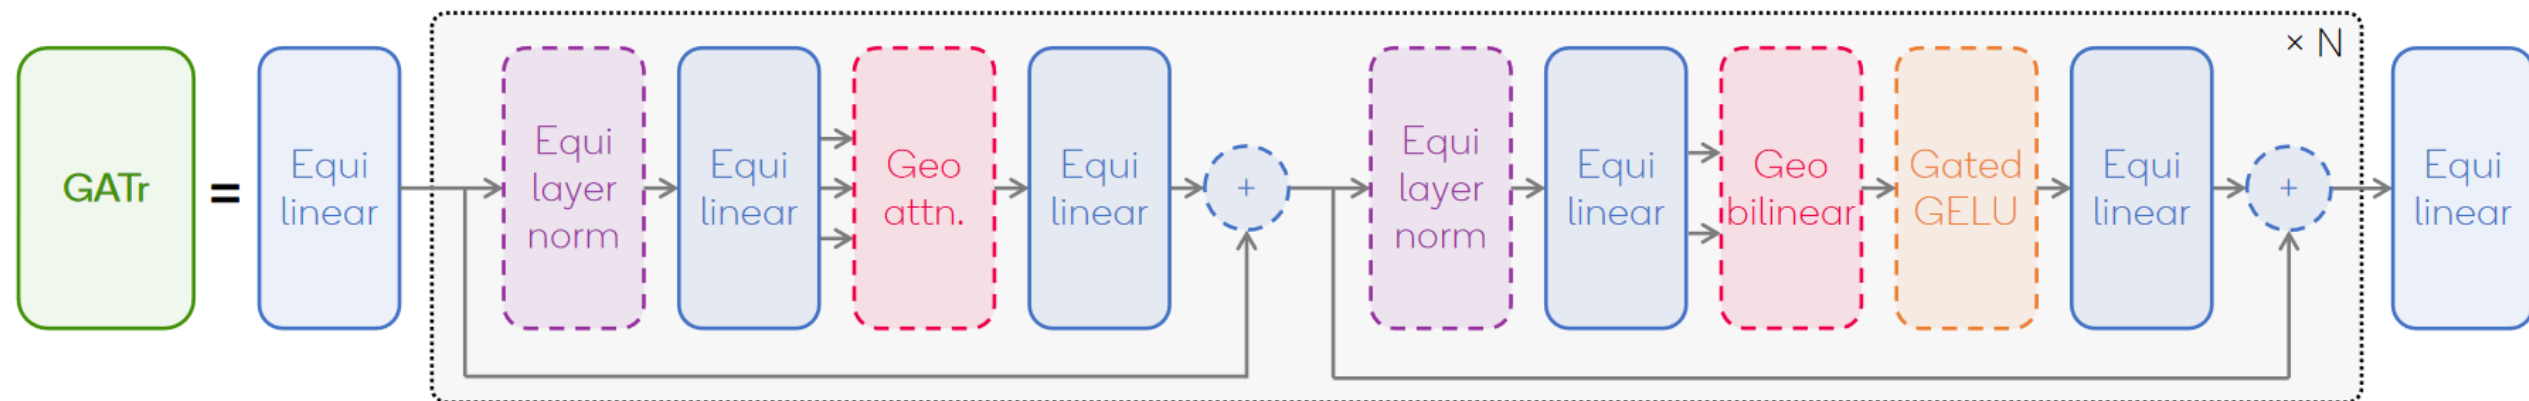 GATr
=
Equi
linear
Equi
layer
norm
Equi
linear
Geo
attn.
Equi
linear
+
Equi
layer
norm
Equi
linear
Geo
bilinear
Gated
GELU
Equi
linear
+
× N
Equi
linear